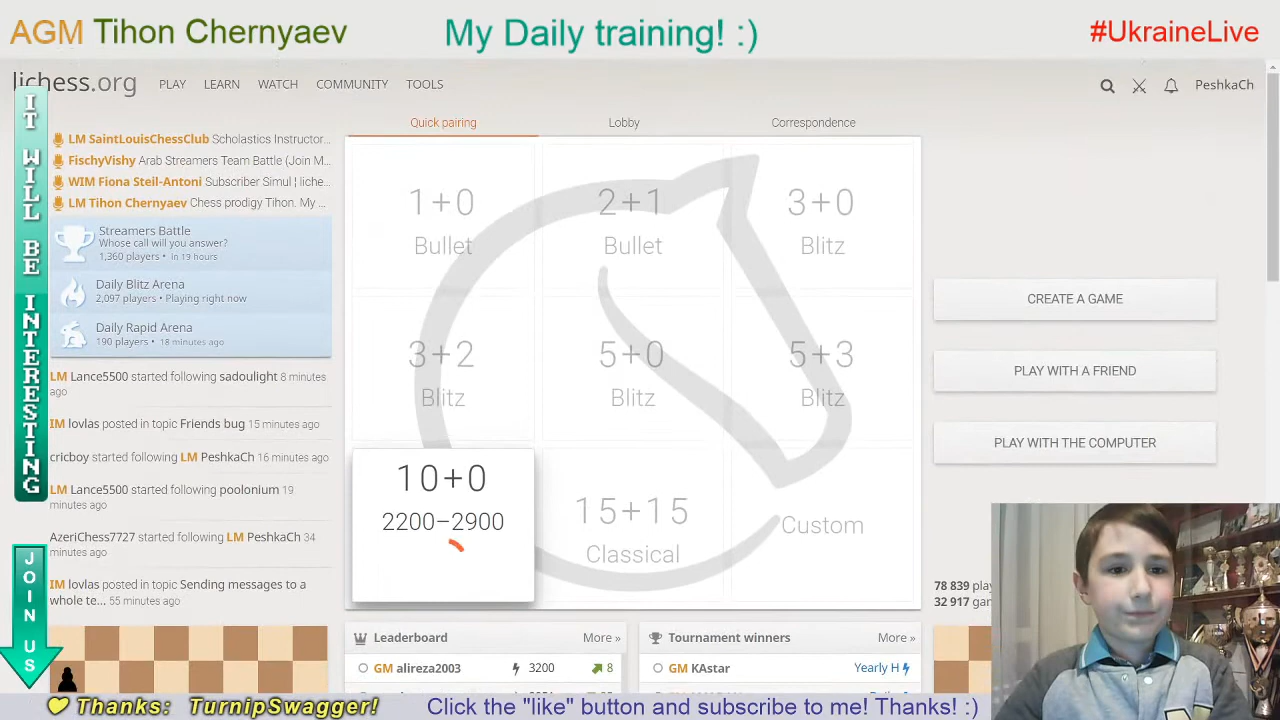 AGM Tihon Chernyaev
My Daily training! :)
#UkraineLive
lichess.org
PLAY
LEARN
WATCH
COMMUNITY
TOOLS
PeshkaCh
IT WILL BE INTERESTING
LM SaintLouisChessClub Scholastics Instructor...
FischyVishy Arab Streamers Team Battle (Join M...
WIM Fiona Steil-Antoni Subscriber Simul ¦ liche...
LM Tihon Chernyaev Chess prodigy Tihon. My ...
Streamers Battle
Whose call will you answer?
1,360 players • in 19 hours
Daily Blitz Arena
2,097 players • Playing right now
Daily Rapid Arena
190 players • 18 minutes ago
LM Lance5500 started following sadoulight 8 minutes
ago
IM lovlas posted in topic Friends bug 15 minutes ago
cricboy started following LM PeshkaCh 16 minutes ago
LM Lance5500 started following poolonium 19
minutes ago
AzeriChess7727 started following LM PeshkaCh 34
minutes ago
IM lovlas posted in topic Sending messages to a
whole te... 55 minutes ago
JOIN US
Quick pairing
Lobby
Correspondence
1+0
Bullet
2+1
Bullet
3+0
Blitz
3+2
Blitz
5+0
Blitz
5+3
Blitz
10+0
2200–2900
15+15
Classical
Custom
CREATE A GAME
PLAY WITH A FRIEND
PLAY WITH THE COMPUTER
78 839
32 917
Leaderboard
More »
GM alireza2003
3200
8
Tournament winners
More »
GM KAstar
Yearly H
Thanks: TurnipSwagger!
Click the "like" button and subscribe to me! Thanks! :)